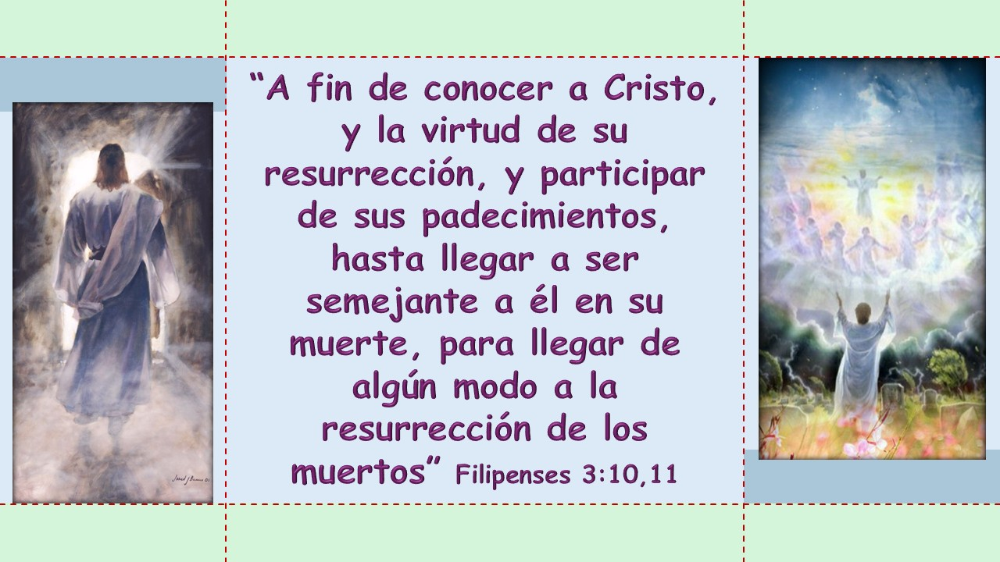 “A fin de conocer a Cristo,
y la virtud de su
resurrección, y participar
de sus padecimientos,
hasta llegar a ser
semejante a él en su
muerte, para llegar de
algún modo a la
resurrección de los
muertos” Filipenses 3:10,11